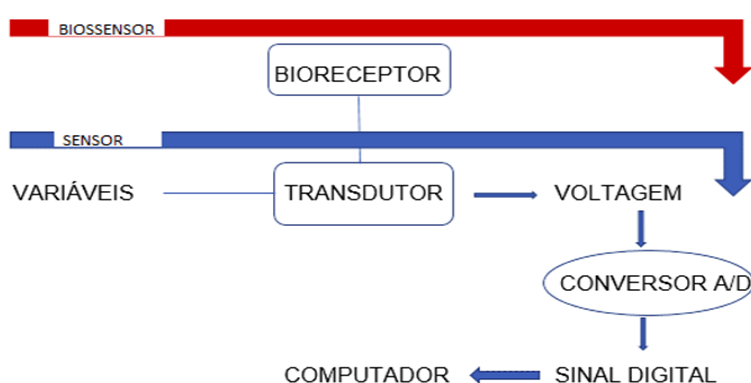 BIOSSENSOR
BIORECEPTOR
SENSOR
VARIÁVEIS
TRANSDUTOR
VOLTAGEM
CONVERSOR A/D
COMPUTADOR
SINAL DIGITAL